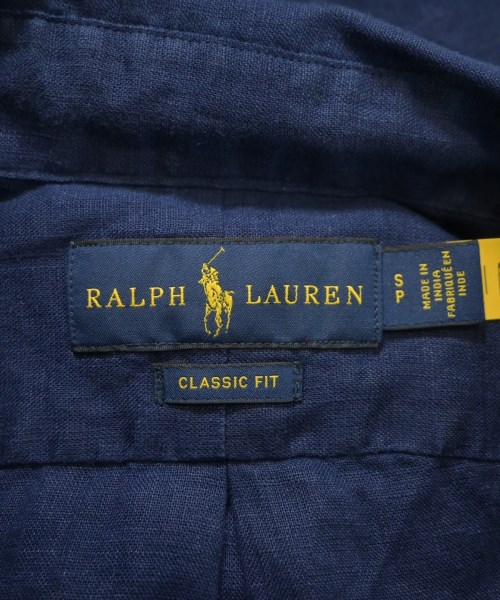 RALPH LAUREN
CLASSIC FIT
S
P
MADE IN
INDIA
FABRIQUÉ EN
INDE